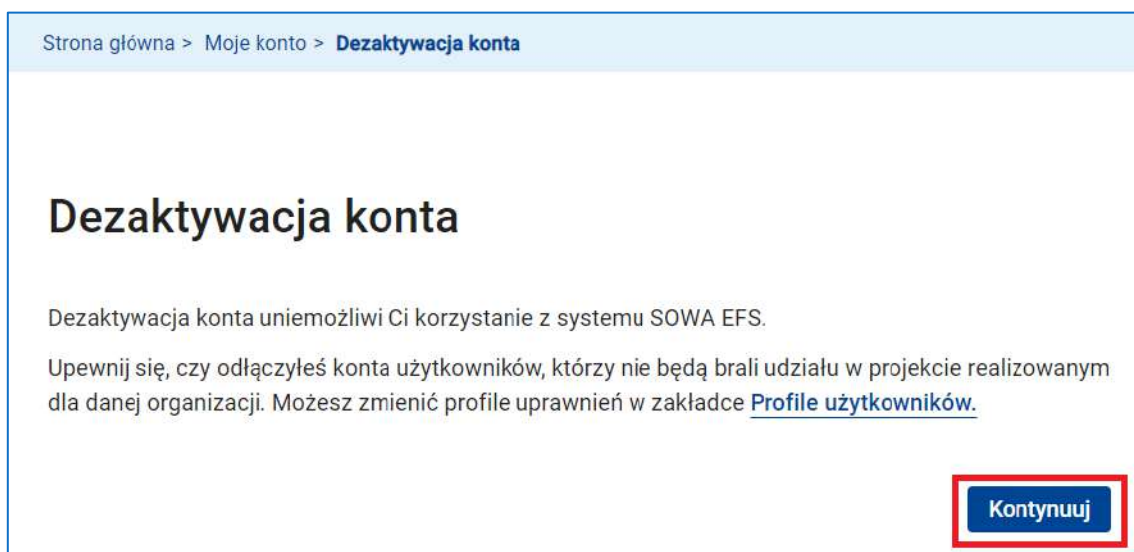 Strona główna > Moje konto > Dezaktywacja konta
Dezaktywacja konta
Dezaktywacja konta uniemożliwi Ci korzystanie z systemu SOWA EFS.
Upewnij się, czy odłączyłeś konta użytkowników, którzy nie będą brali udziału w projekcie realizowanym
dla danej organizacji. Możesz zmienić profile uprawnień w zakładce Profile użytkowników.
Kontynuuj